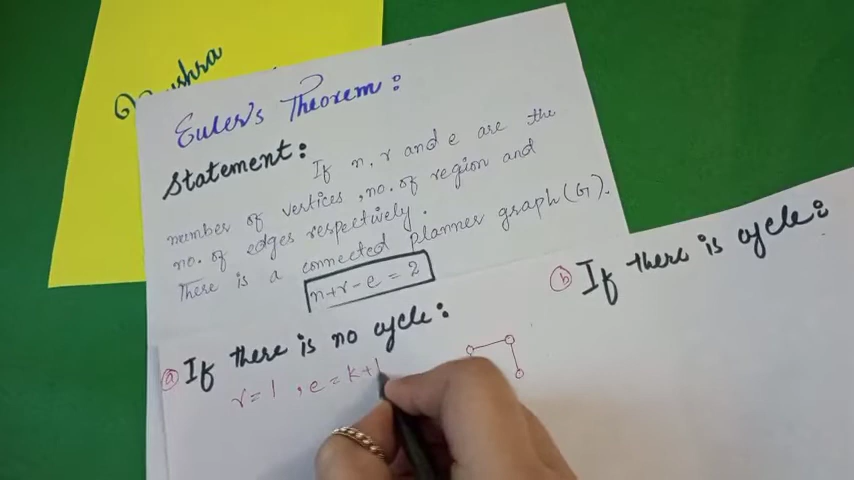 Euler's Theorem:
Statement:
If n, r and e are the
number of vertices, no. of region and
no. of edges respectively.
There is a connected planner graph (G).
n+r-e=2
(a) If there is no cycle:
r=1, e=k+1
(b) If there is cycle: